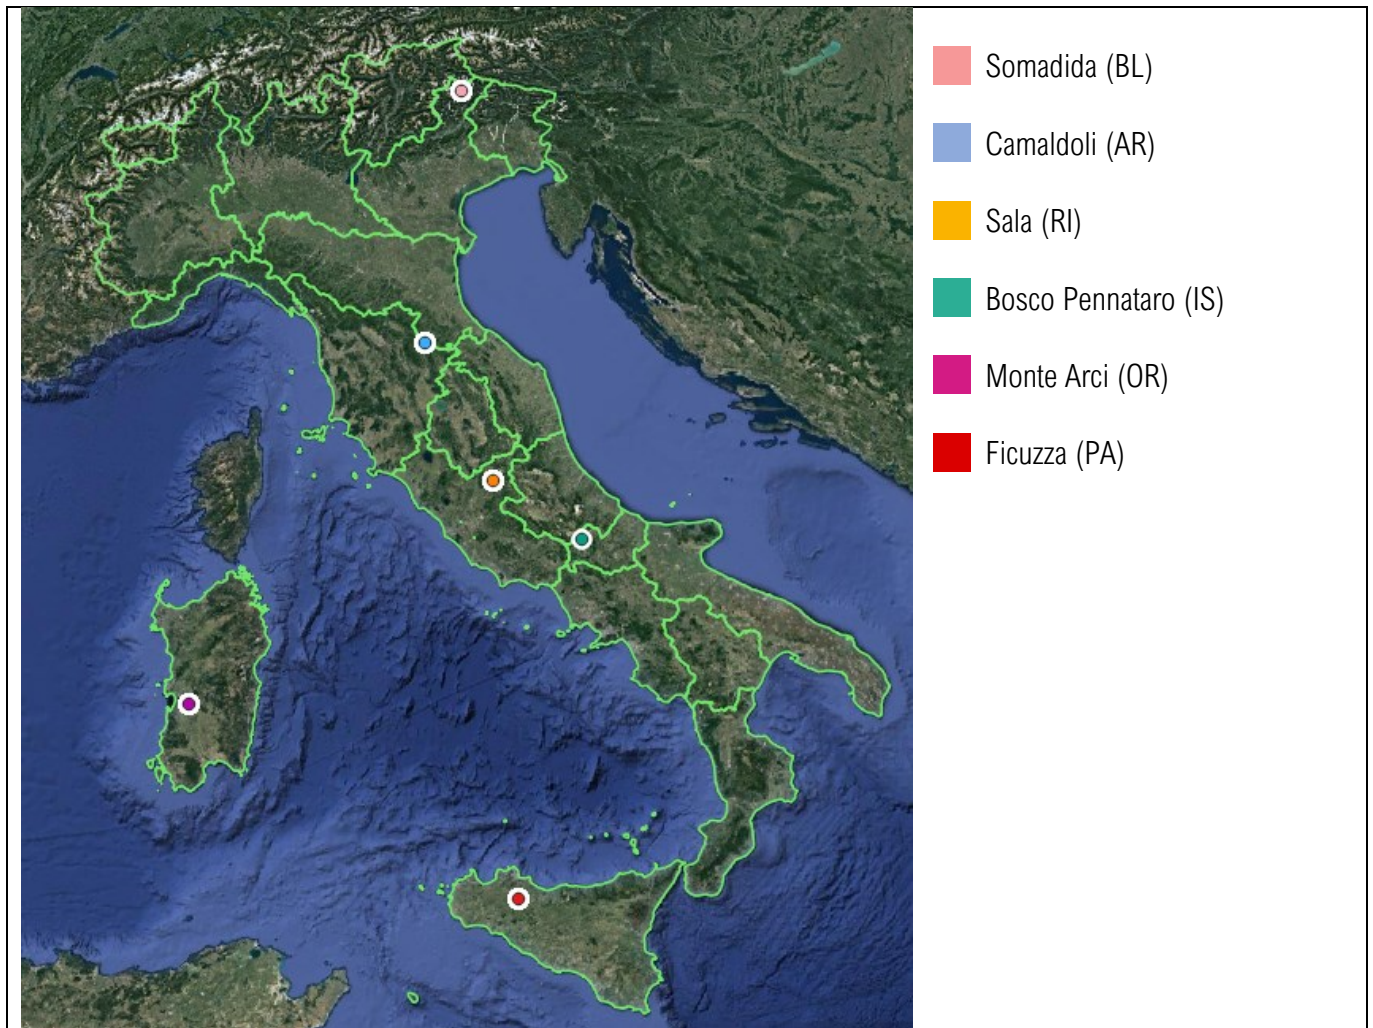 Somadida (BL)
Camaldoli (AR)
Sala (RI)
Bosco Pennataro (IS)
Monte Arci (OR)
Ficuzza (PA)